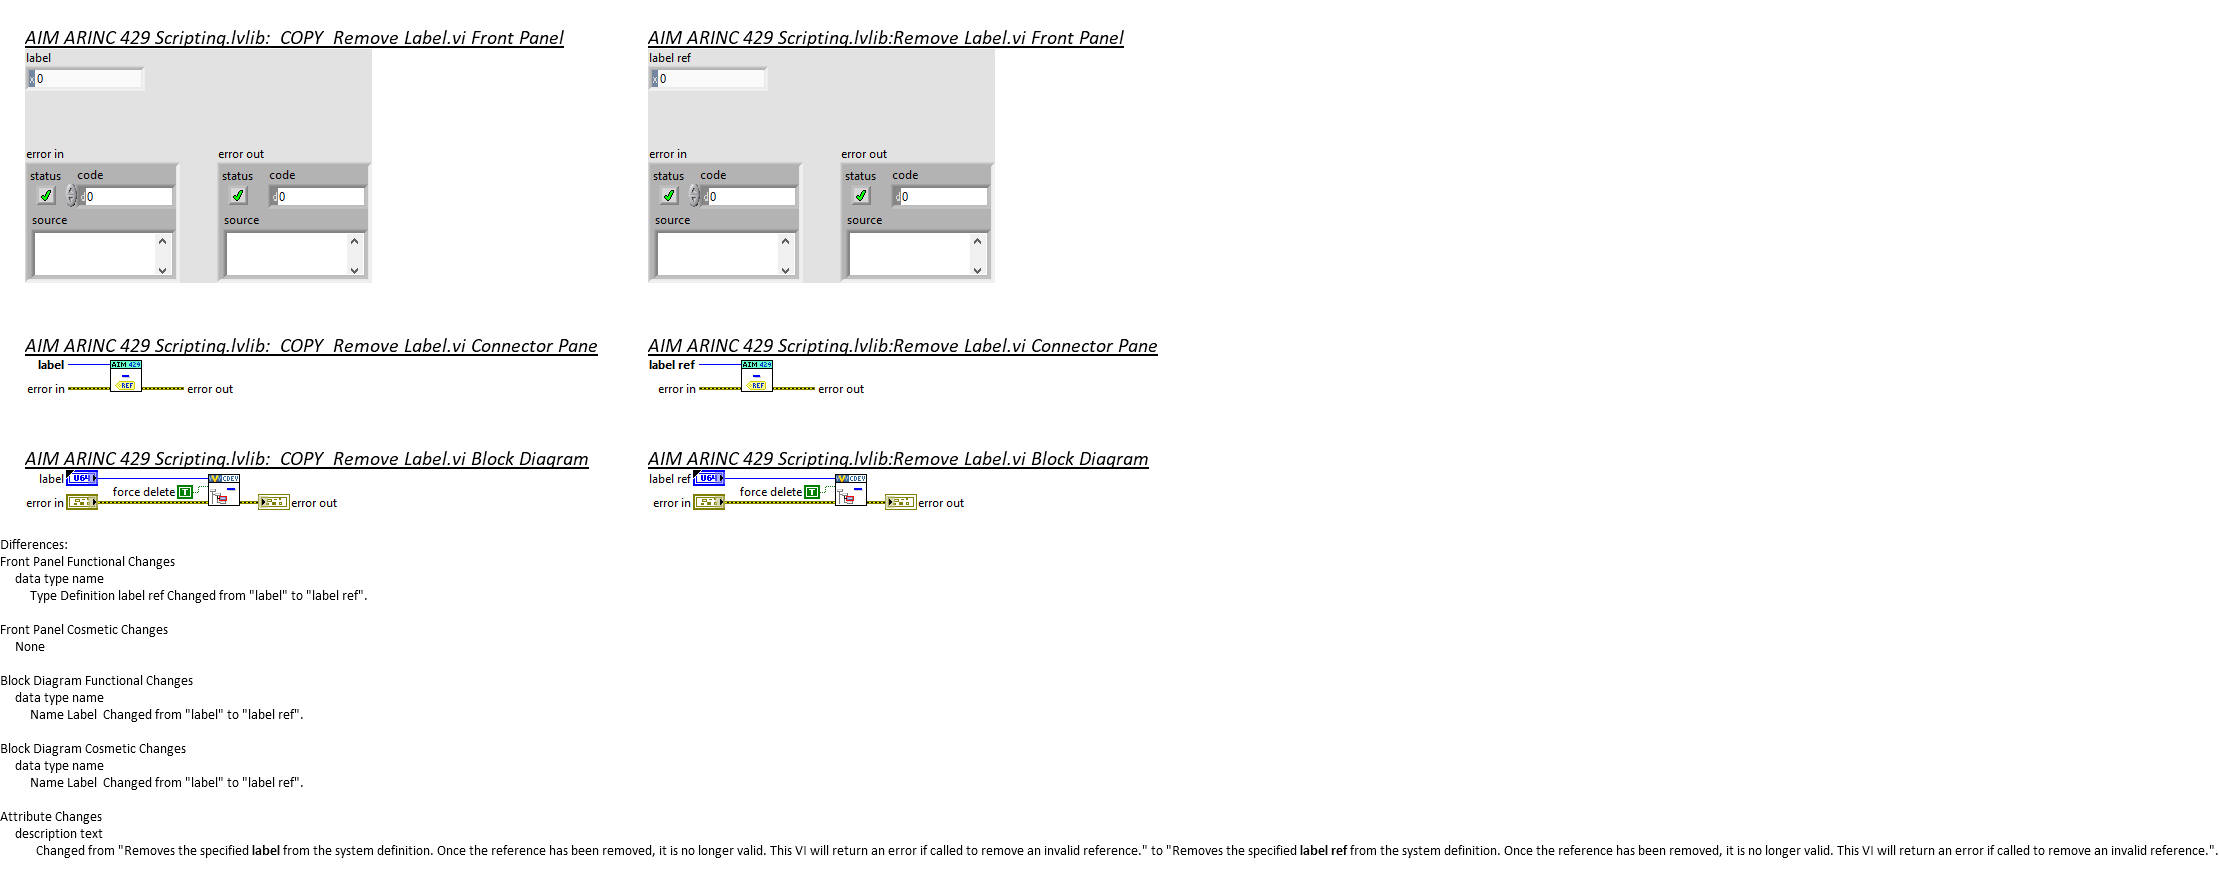 AIM ARINC 429 Scripting.lvlib:  COPY  Remove Label.vi Front Panel
label
x 0
error in
error out
status code
0
status code
d 0
source
source
AIM ARINC 429 Scripting.lvlib:Remove Label.vi Front Panel
label ref
x 0
error in
error out
status code
0
status code
d 0
source
source
AIM ARINC 429 Scripting.lvlib:  COPY  Remove Label.vi Connector Pane
label
AIM 429
REF
error in
error out
AIM ARINC 429 Scripting.lvlib:Remove Label.vi Connector Pane
label ref
AIM 429
REF
error in
error out
AIM ARINC 429 Scripting.lvlib:  COPY  Remove Label.vi Block Diagram
label U64
CDEV
force delete T
error in
error out
AIM ARINC 429 Scripting.lvlib:Remove Label.vi Block Diagram
label ref U64
CDEV
force delete T
error in
error out
Differences:
Front Panel Functional Changes
data type name
Type Definition label ref Changed from "label" to "label ref".
Front Panel Cosmetic Changes
None
Block Diagram Functional Changes
data type name
Name Label  Changed from "label" to "label ref".
Block Diagram Cosmetic Changes
data type name
Name Label  Changed from "label" to "label ref".
Attribute Changes
description text
Changed from "Removes the specified label from the system definition. Once the reference has been removed, it is no longer valid. This VI will return an error if called to remove an invalid reference." to "Removes the specified label ref from the system definition. Once the reference has been removed, it is no longer valid. This VI will return an error if called to remove an invalid reference.".